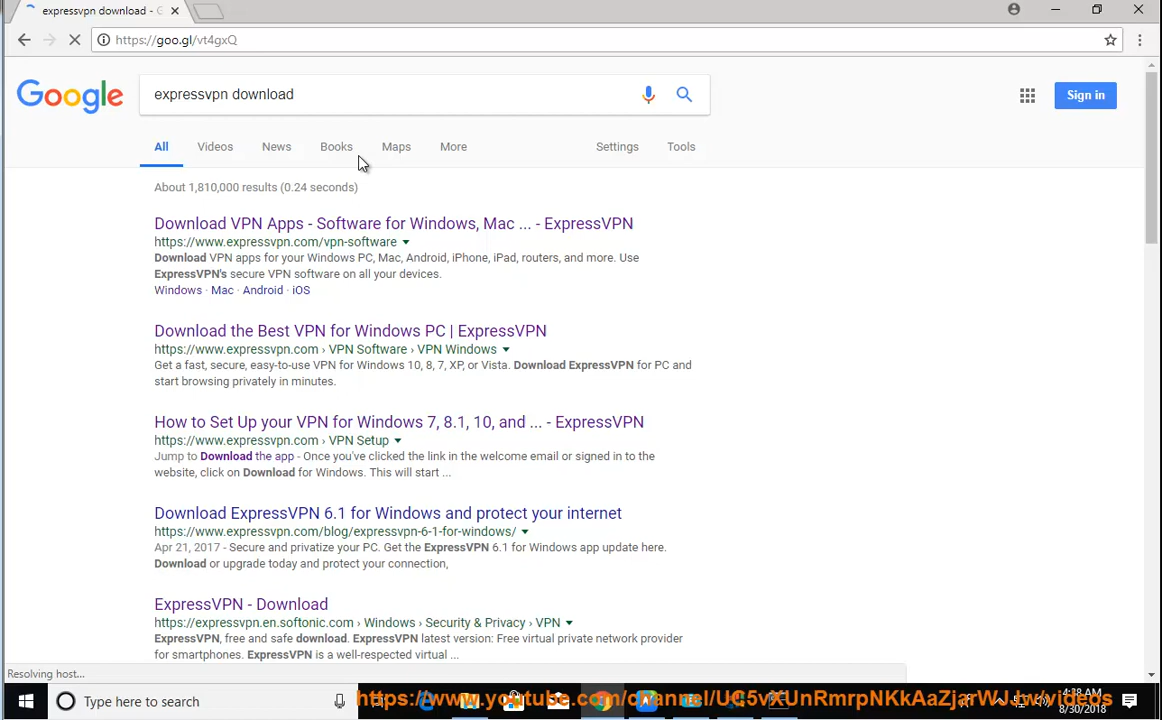 expressvpn download - G
https://goo.gl/vt4gxQ
Google
expressvpn download
Sign in
All Videos News Books Maps More Settings Tools
About 1,810,000 results (0.24 seconds)
Download VPN Apps - Software for Windows, Mac ... - ExpressVPN
https://www.expressvpn.com/vpn-software
Download VPN apps for your Windows PC, Mac, Android, iPhone, iPad, routers, and more. Use
ExpressVPN's secure VPN software on all your devices.
Windows · Mac · Android · iOS
Download the Best VPN for Windows PC | ExpressVPN
https://www.expressvpn.com › VPN Software › VPN Windows
Get a fast, secure, easy-to-use VPN for Windows 10, 8, 7, XP, or Vista. Download ExpressVPN for PC and
start browsing privately in minutes.
How to Set Up your VPN for Windows 7, 8.1, 10, and ... - ExpressVPN
https://www.expressvpn.com › VPN Setup
Jump to Download the app - Once you've clicked the link in the welcome email or signed in to the
website, click on Download for Windows. This will start ...
Download ExpressVPN 6.1 for Windows and protect your internet
https://www.expressvpn.com/blog/expressvpn-6-1-for-windows/
Apr 21, 2017 - Secure and privatize your PC. Get the ExpressVPN 6.1 for Windows app update here.
Download or upgrade today and protect your connection,
ExpressVPN - Download
https://expressvpn.en.softonic.com › Windows › Security & Privacy › VPN
ExpressVPN, free and safe download. ExpressVPN latest version: Free virtual private network provider
for smartphones. ExpressVPN is a well-respected virtual ...
Resolving host...
Type here to search
4:38 AM
8/30/2018